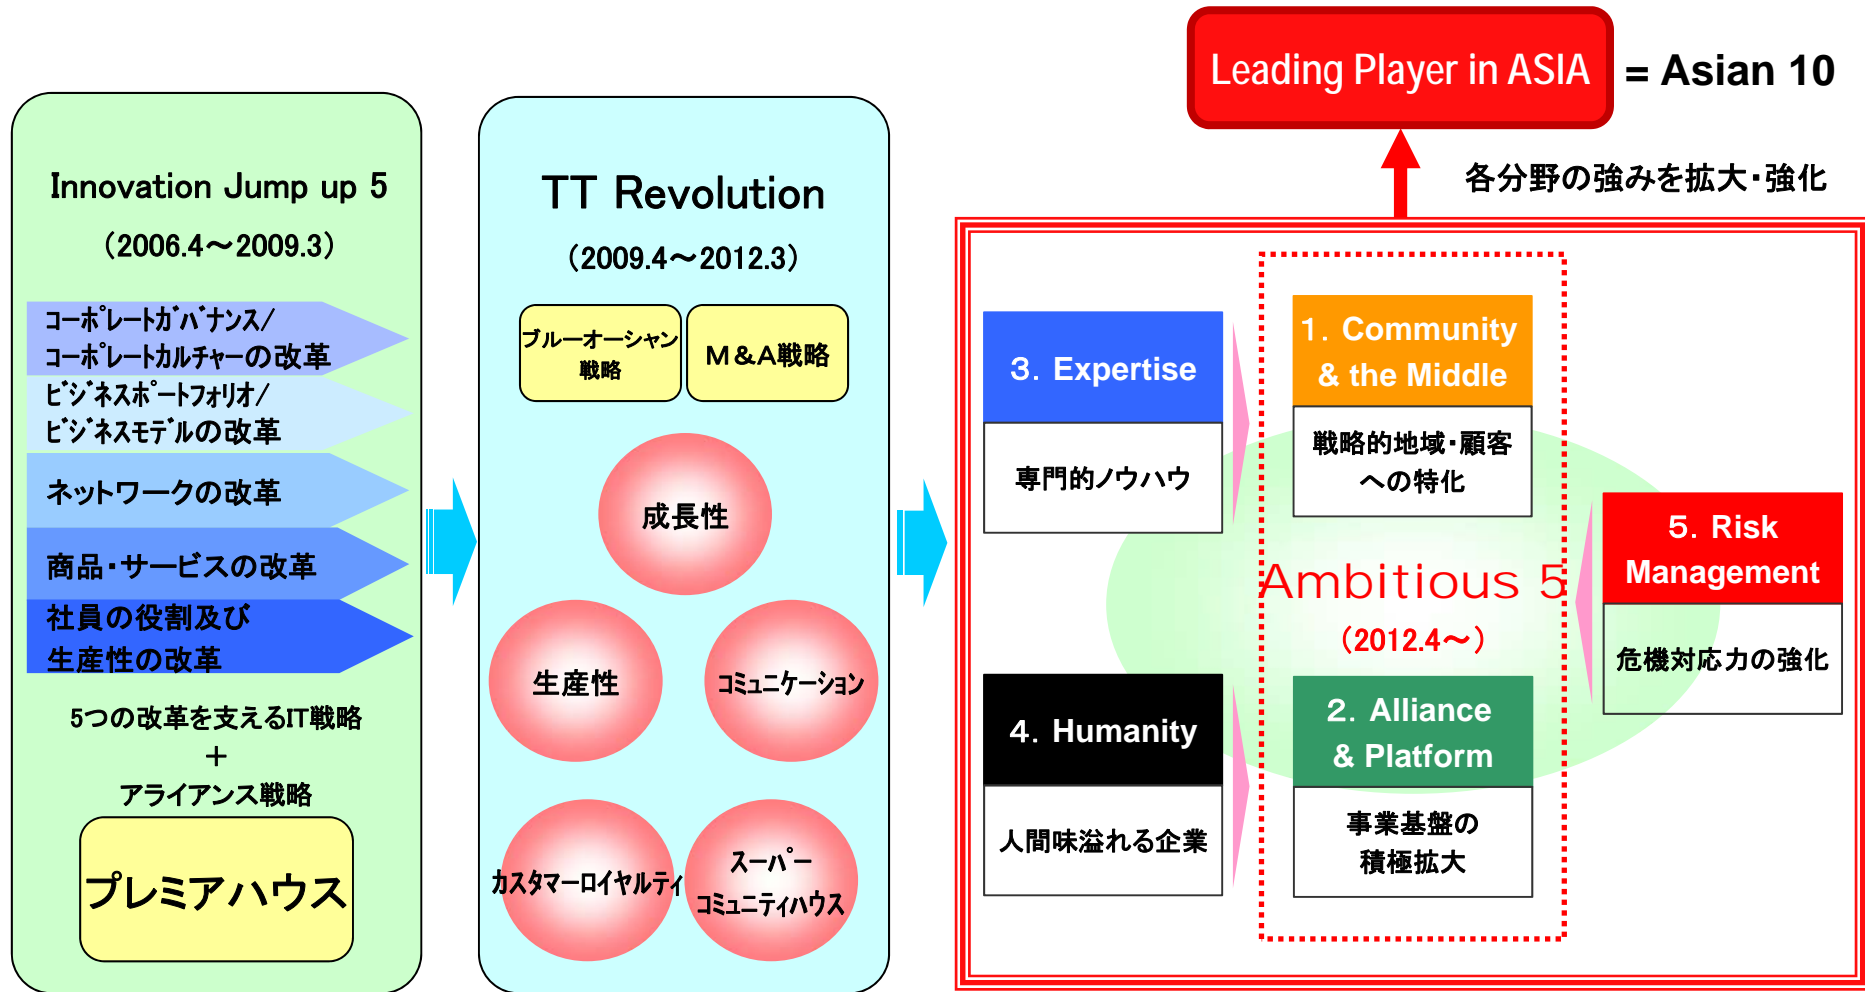 Leading Player in ASIA
= Asian 10
各分野の強みを拡大・強化
Innovation Jump up 5
(2006.4～2009.3)
コーポレートガバナンス/
コーポレートカルチャーの改革
ビジネスポートフォリオ/
ビジネスモデルの改革
ネットワークの改革
商品・サービスの改革
社員の役割及び
生産性の改革
5つの改革を支えるIT戦略
＋
アライアンス戦略
プレミアハウス
TT Revolution
(2009.4～2012.3)
ブルーオーシャン
戦略
M&A戦略
成長性
生産性
コミュニケーション
カスタマーロイヤルティ
スーパー
コミュニティハウス
1. Community
& the Middle
戦略的地域・顧客
への特化
3. Expertise
専門的ノウハウ
Ambitious 5
(2012.4～)
5. Risk
Management
危機対応力の強化
4. Humanity
人間味溢れる企業
2. Alliance
& Platform
事業基盤の
積極拡大